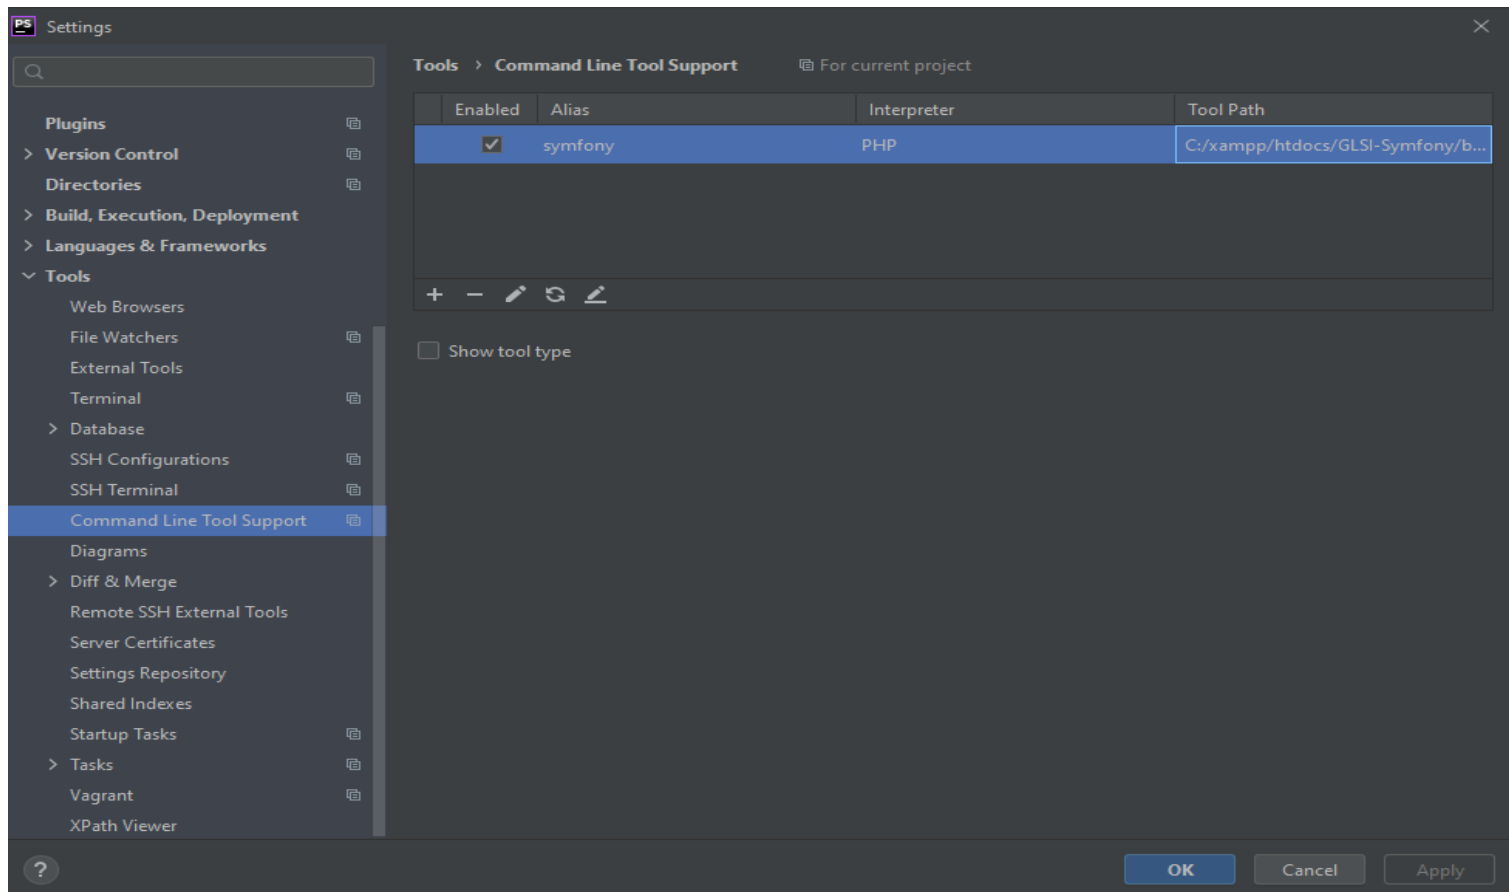 PS Settings
Tools > Command Line Tool Support For current project
Enabled Alias Interpreter Tool Path
symfony PHP C:/xampp/htdocs/GLSI-Symfony/b...
Show tool type
Plugins
Version Control
Directories
Build, Execution, Deployment
Languages & Frameworks
Tools
Web Browsers
File Watchers
External Tools
Terminal
Database
SSH Configurations
SSH Terminal
Command Line Tool Support
Diagrams
Diff & Merge
Remote SSH External Tools
Server Certificates
Settings Repository
Shared Indexes
Startup Tasks
Tasks
Vagrant
XPath Viewer
? OK Cancel Apply